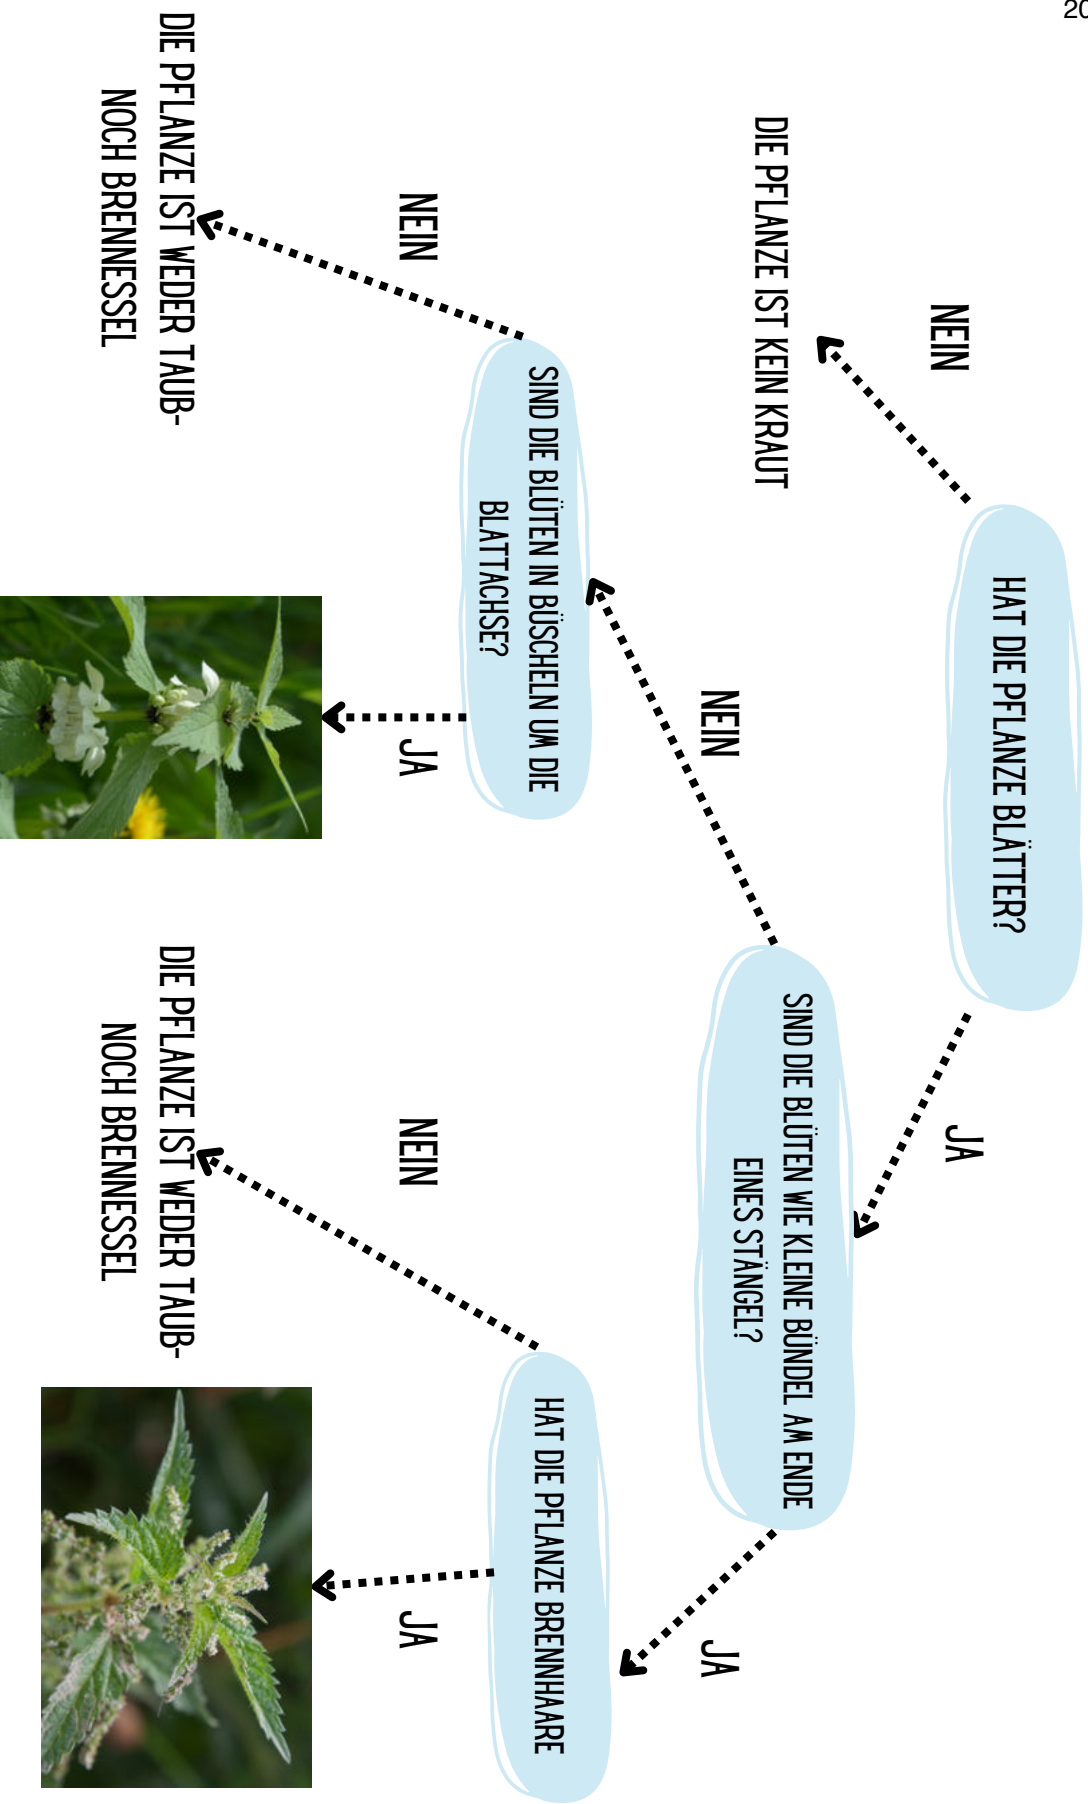 20
HAT DIE PFLANZE BLÄTTER?
NEIN
JA
DIE PFLANZE IST KEIN KRAUT
SIND DIE BLÜTEN WIE KLEINE BÜNDEL AM ENDE
EINES STÄNGEL?
NEIN
JA
SIND DIE BLÜTEN IN BÜSCHELN UM DIE
BLATTACHSE?
HAT DIE PFLANZE BRENNHAARE
NEIN
JA
NEIN
JA
DIE PFLANZE IST WEDER TAUB-
NOCH BRENNESSEL
DIE PFLANZE IST WEDER TAUB-
NOCH BRENNESSEL